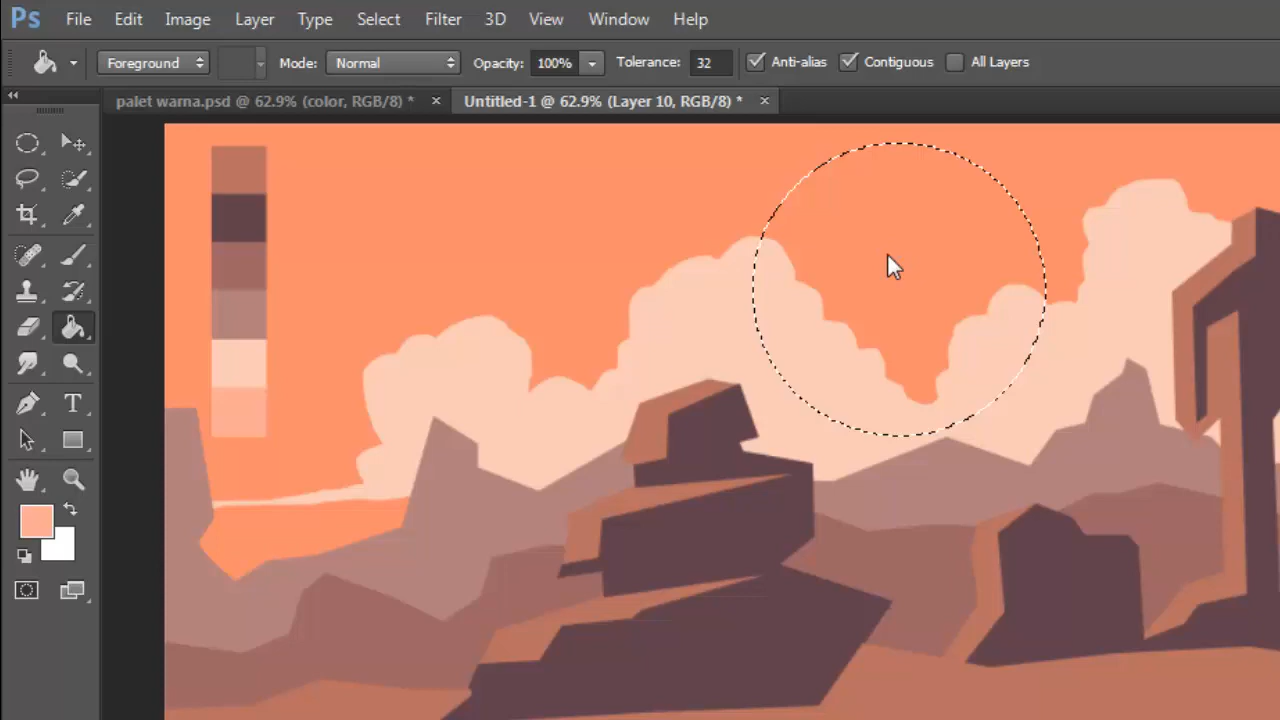 Ps File Edit Image Layer Type Select Filter 3D View Window Help
Foreground Mode: Normal Opacity: 100% Tolerance: 32 Anti-alias Contiguous All Layers
palet warna.psd @ 62.9% (color, RGB/8) * × Untitled-1 @ 62.9% (Layer 10, RGB/8) * ×
T